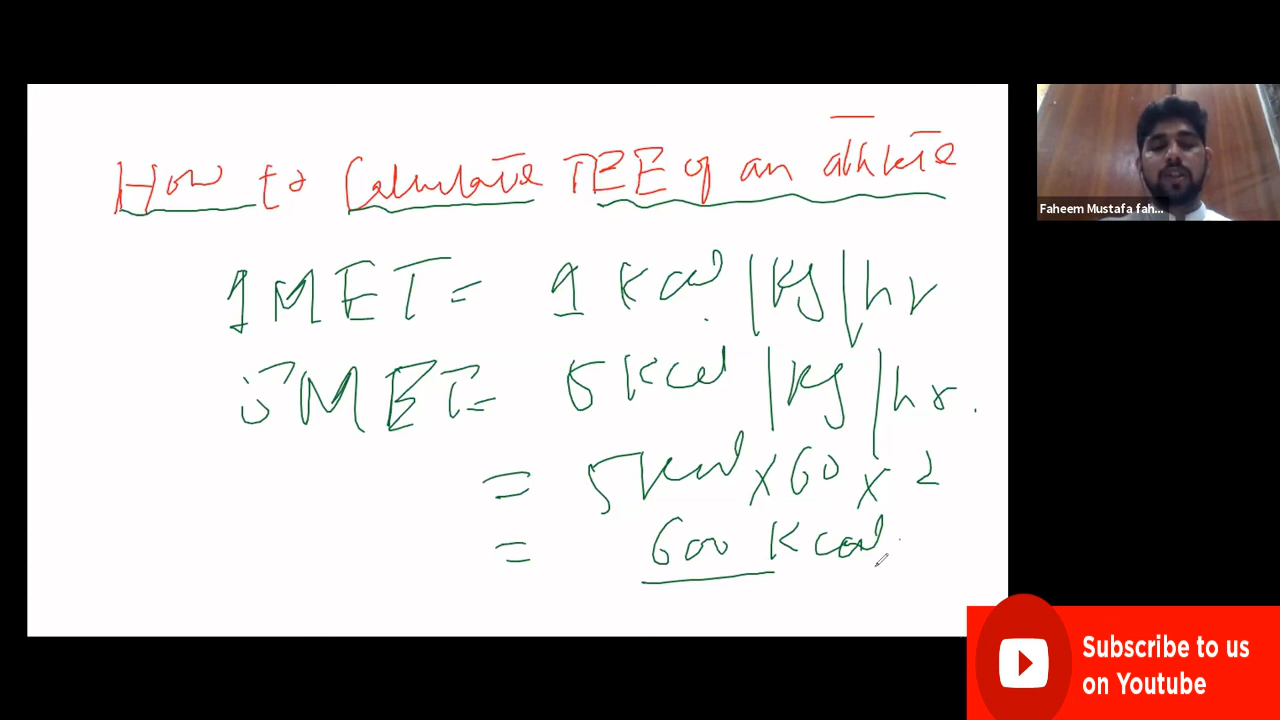 How to Calculate TEE of an athlete
1 MET = 1 Kcal/Kg/hr
5 MET = 5 Kcal/Kg/hr.
= 5 Kcal x 60 x 2
= 600 Kcal
Faheem Mustafa fah...
Subscribe to us
on Youtube